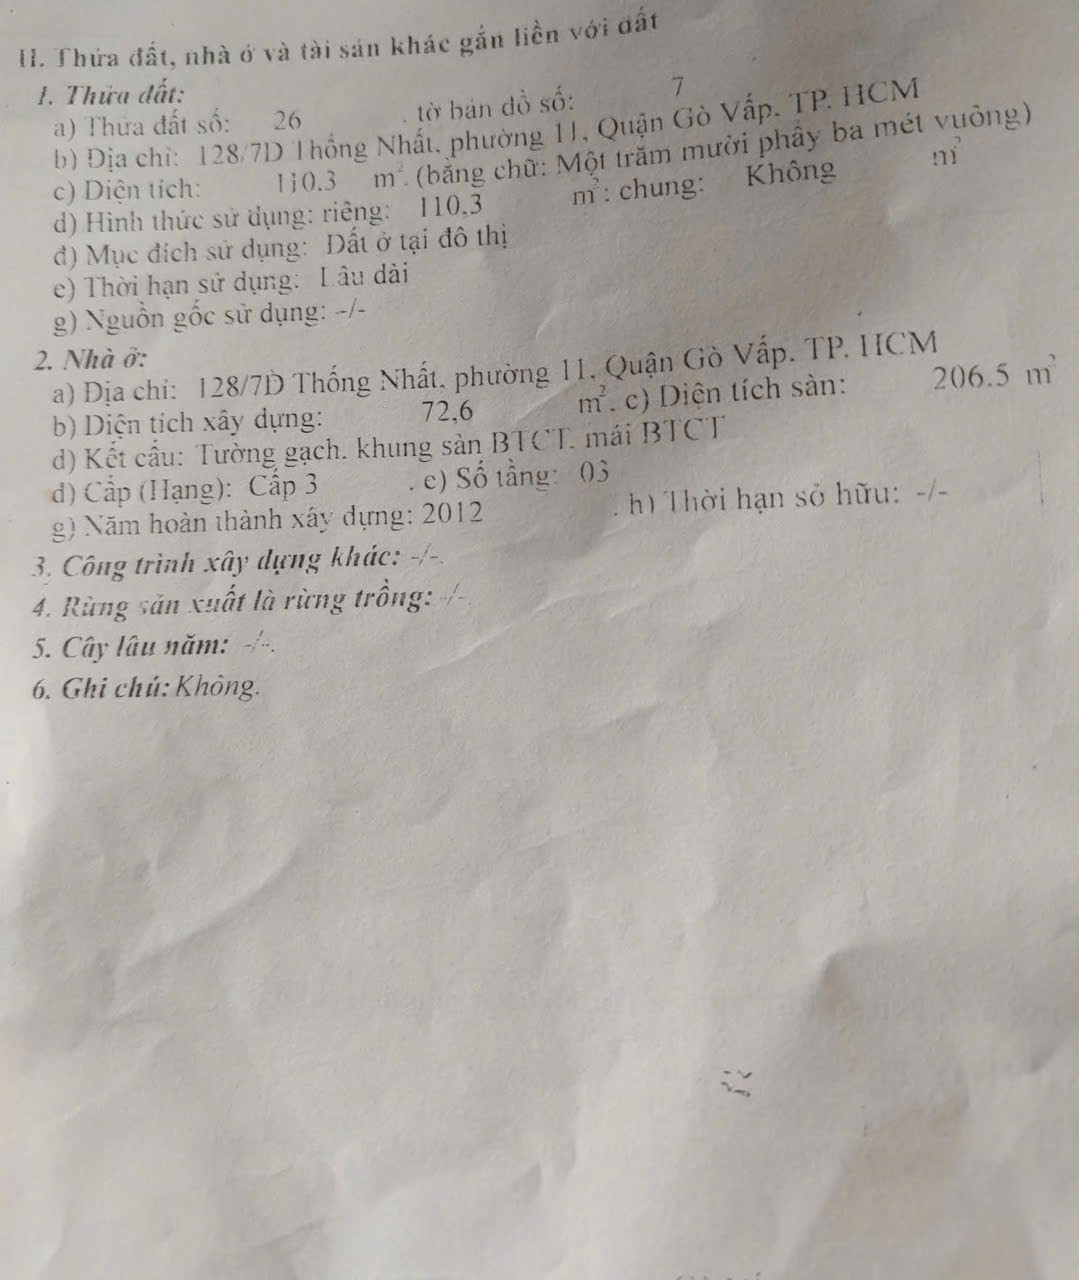 II. Thửa đất, nhà ở và tài sản khác gắn liền với đất
1. Thửa đất:
a) Thửa đất số: 26 . tờ bản đồ số: 7
b) Địa chỉ: 128/7D Thống Nhất, phường 11, Quận Gò Vấp, TP. HCM
c) Diện tích: 110.3 m². (bằng chữ: Một trăm mười phẩy ba mét vuông)
d) Hình thức sử dụng: riêng: 110,3 m²: chung: Không m²
đ) Mục đích sử dụng: Đất ở tại đô thị
e) Thời hạn sử dụng: Lâu dài
g) Nguồn gốc sử dụng: -/-
2. Nhà ở:
a) Địa chỉ: 128/7D Thống Nhất, phường 11, Quận Gò Vấp. TP. HCM
b) Diện tích xây dựng: 72,6 m². c) Diện tích sàn: 206.5 m²
d) Kết cấu: Tường gạch. khung sàn BTCT. mái BTCT
đ) Cấp (Hạng): Cấp 3 . e) Số tầng: 03
g) Năm hoàn thành xây dựng: 2012 . h) Thời hạn sở hữu: -/-
3. Công trình xây dựng khác: -/-.
4. Rừng sản xuất là rừng trồng: -/-.
5. Cây lâu năm: -/-.
6. Ghi chú: Không.